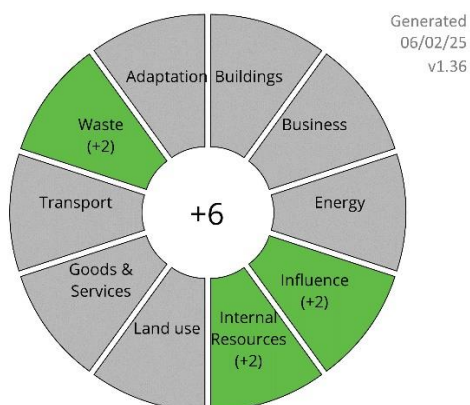 Generated
06/02/25
v1.36
Adaptation
Buildings
Business
Energy
Influence
(+2)
Internal
Resources
(+2)
Land use
Goods &
Services
Transport
Waste
(+2)
+6